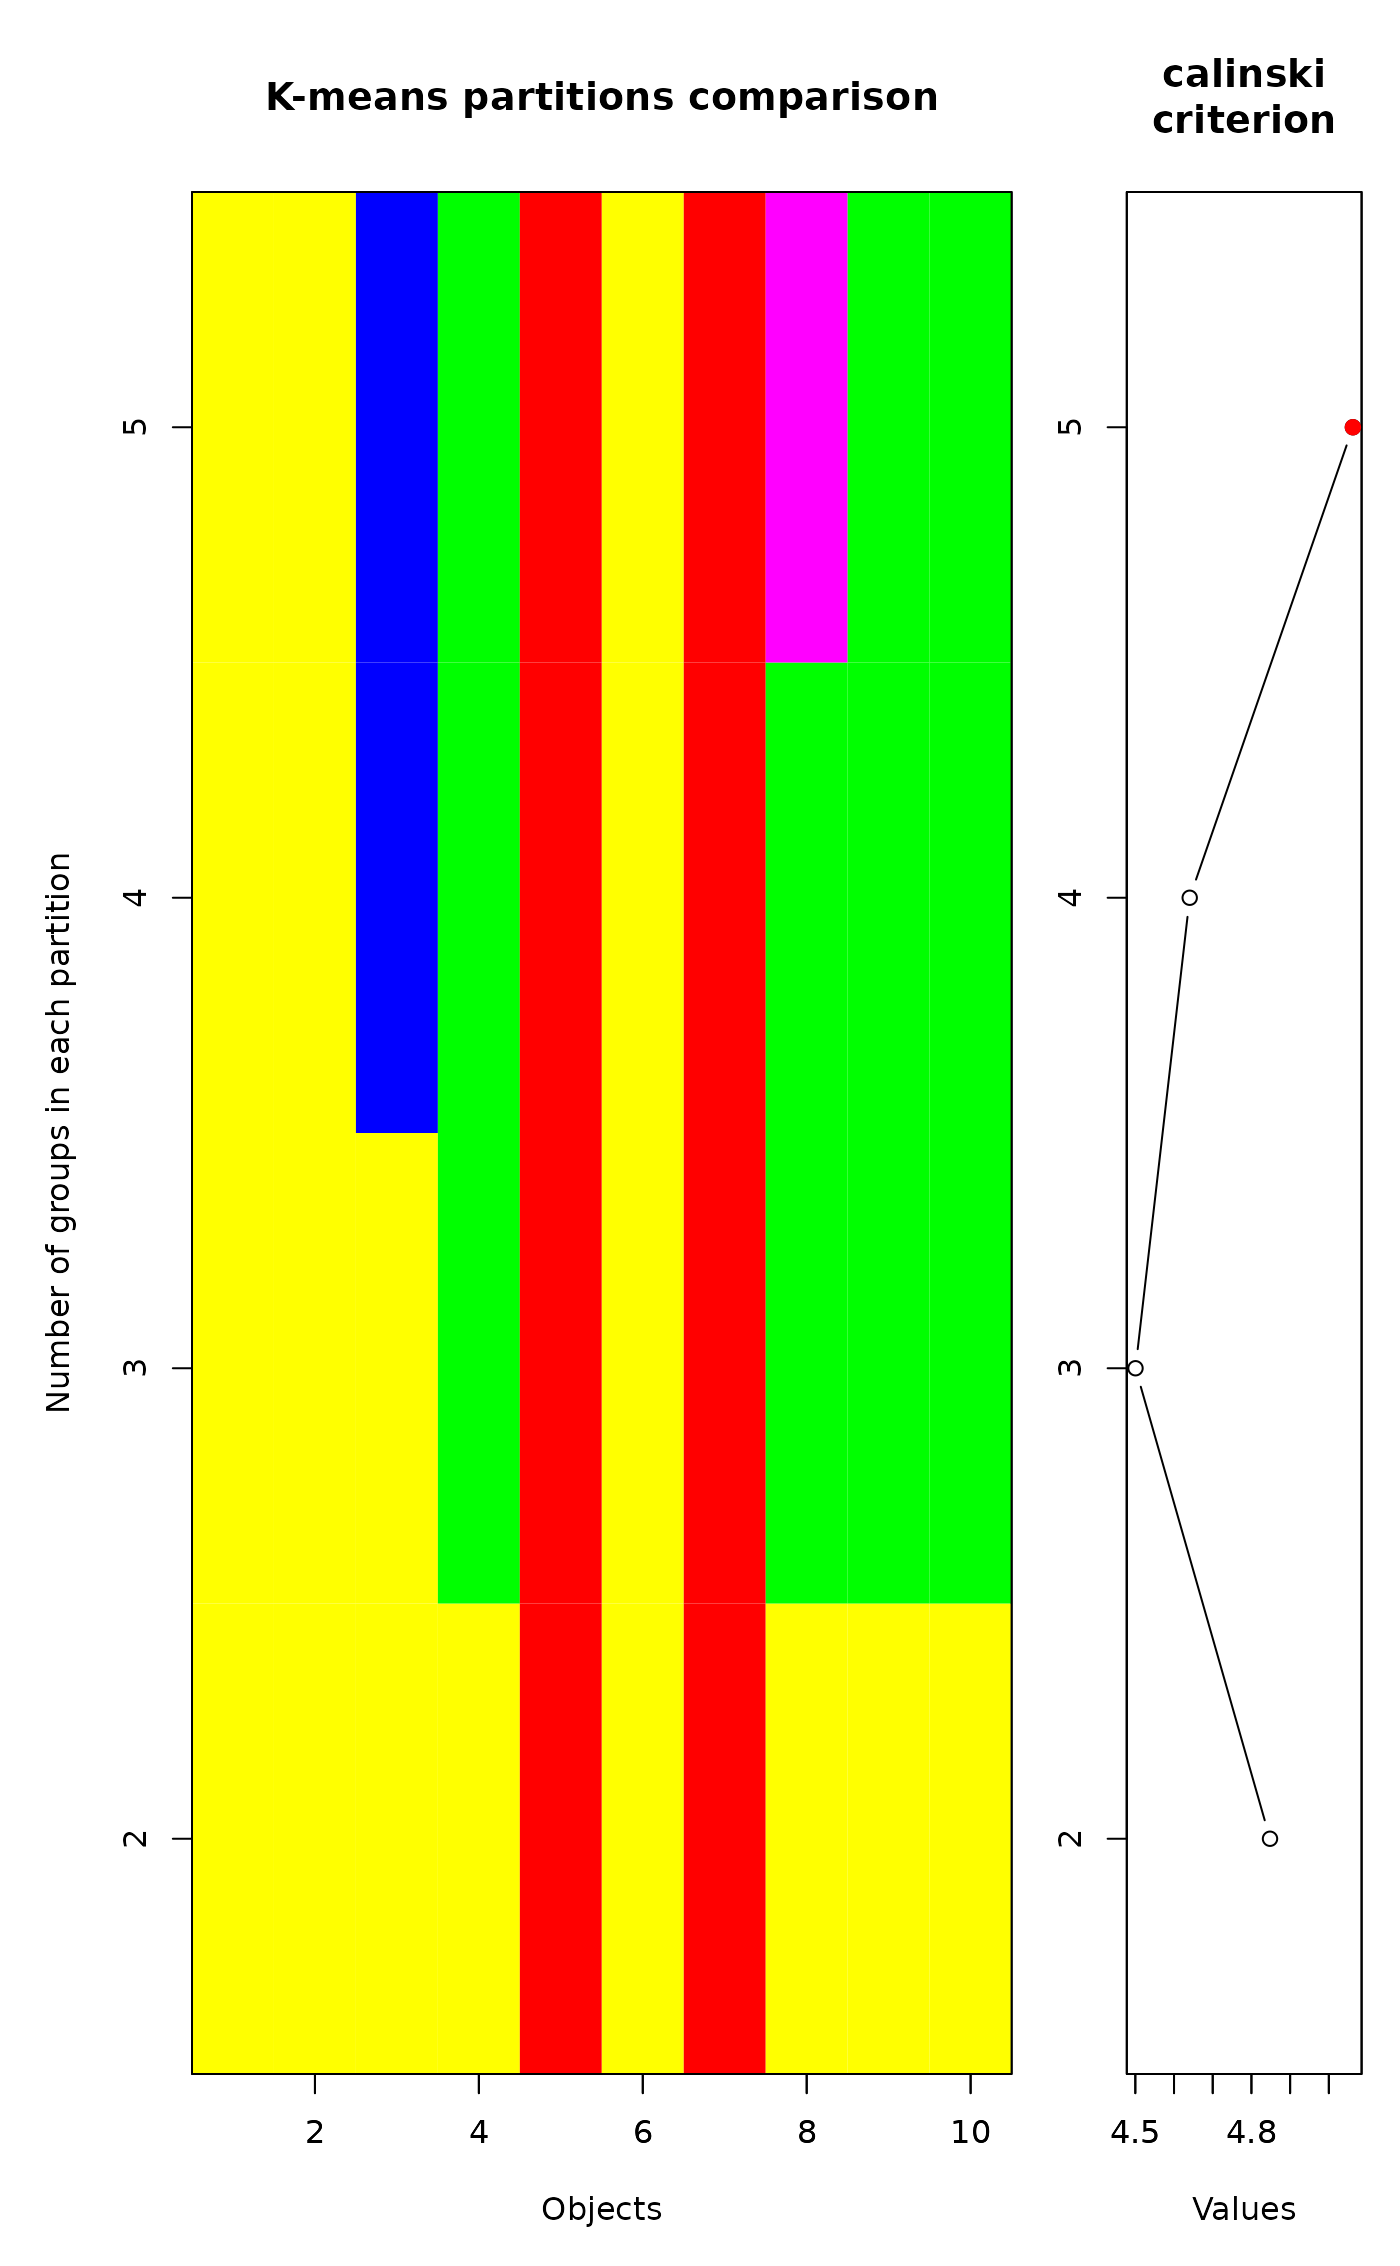 K-means partitions comparison
calinski
criterion
Number of groups in each partition
5
4
3
2
2 4 6 8 10
Objects
5
4
3
2
4.5 4.8
Values